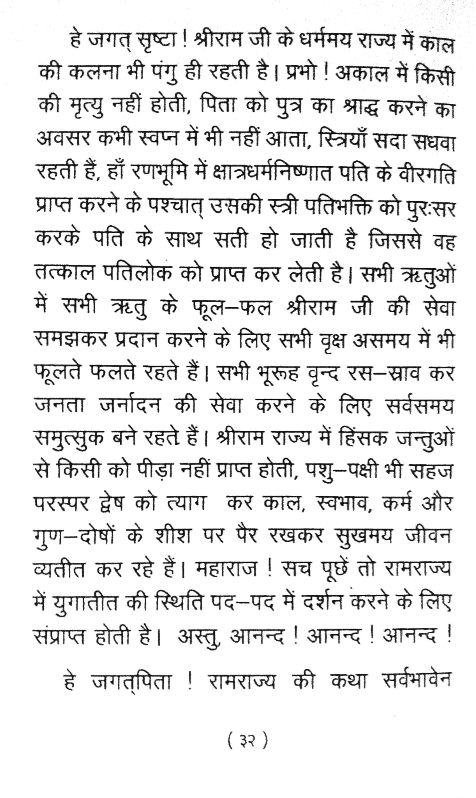 हे जगत् सृष्टा ! श्रीराम जी के धर्ममय राज्य में काल
की कलना भी पंगु ही रहती है। प्रभो ! अकाल में किसी
की मृत्यु नहीं होती, पिता को पुत्र का श्राद्ध करने का
अवसर कभी स्वप्न में भी नहीं आता, स्त्रियाँ सदा सधवा
रहती हैं, हाँ रणभूमि में क्षात्रधर्मनिष्णात पति के वीरगति
प्राप्त करने के पश्चात् उसकी स्त्री पतिभक्ति को पुरःसर
करके पति के साथ सती हो जाती है जिससे वह
तत्काल पतिलोक को प्राप्त कर लेती है। सभी ऋतुओं
में सभी ऋतु के फूल–फल श्रीराम जी की सेवा
समझकर प्रदान करने के लिए सभी वृक्ष असमय में भी
फूलते फलते रहते हैं। सभी भूरूह वृन्द रस–स्राव कर
जनता जर्नादन की सेवा करने के लिए सर्वसमय
समुत्सुक बने रहते हैं। श्रीराम राज्य में हिंसक जन्तुओं
से किसी को पीड़ा नहीं प्राप्त होती, पशु–पक्षी भी सहज
परस्पर द्वेष को त्याग कर काल, स्वभाव, कर्म और
गुण–दोषों के शीश पर पैर रखकर सुखमय जीवन
व्यतीत कर रहे हैं। महाराज ! सच पूछें तो रामराज्य
में युगातीत की स्थिति पद–पद में दर्शन करने के लिए
संप्राप्त होती है। अस्तु, आनन्द ! आनन्द ! आनन्द !
हे जगत्पिता ! रामराज्य की कथा सर्वभावेन
( ३२ )